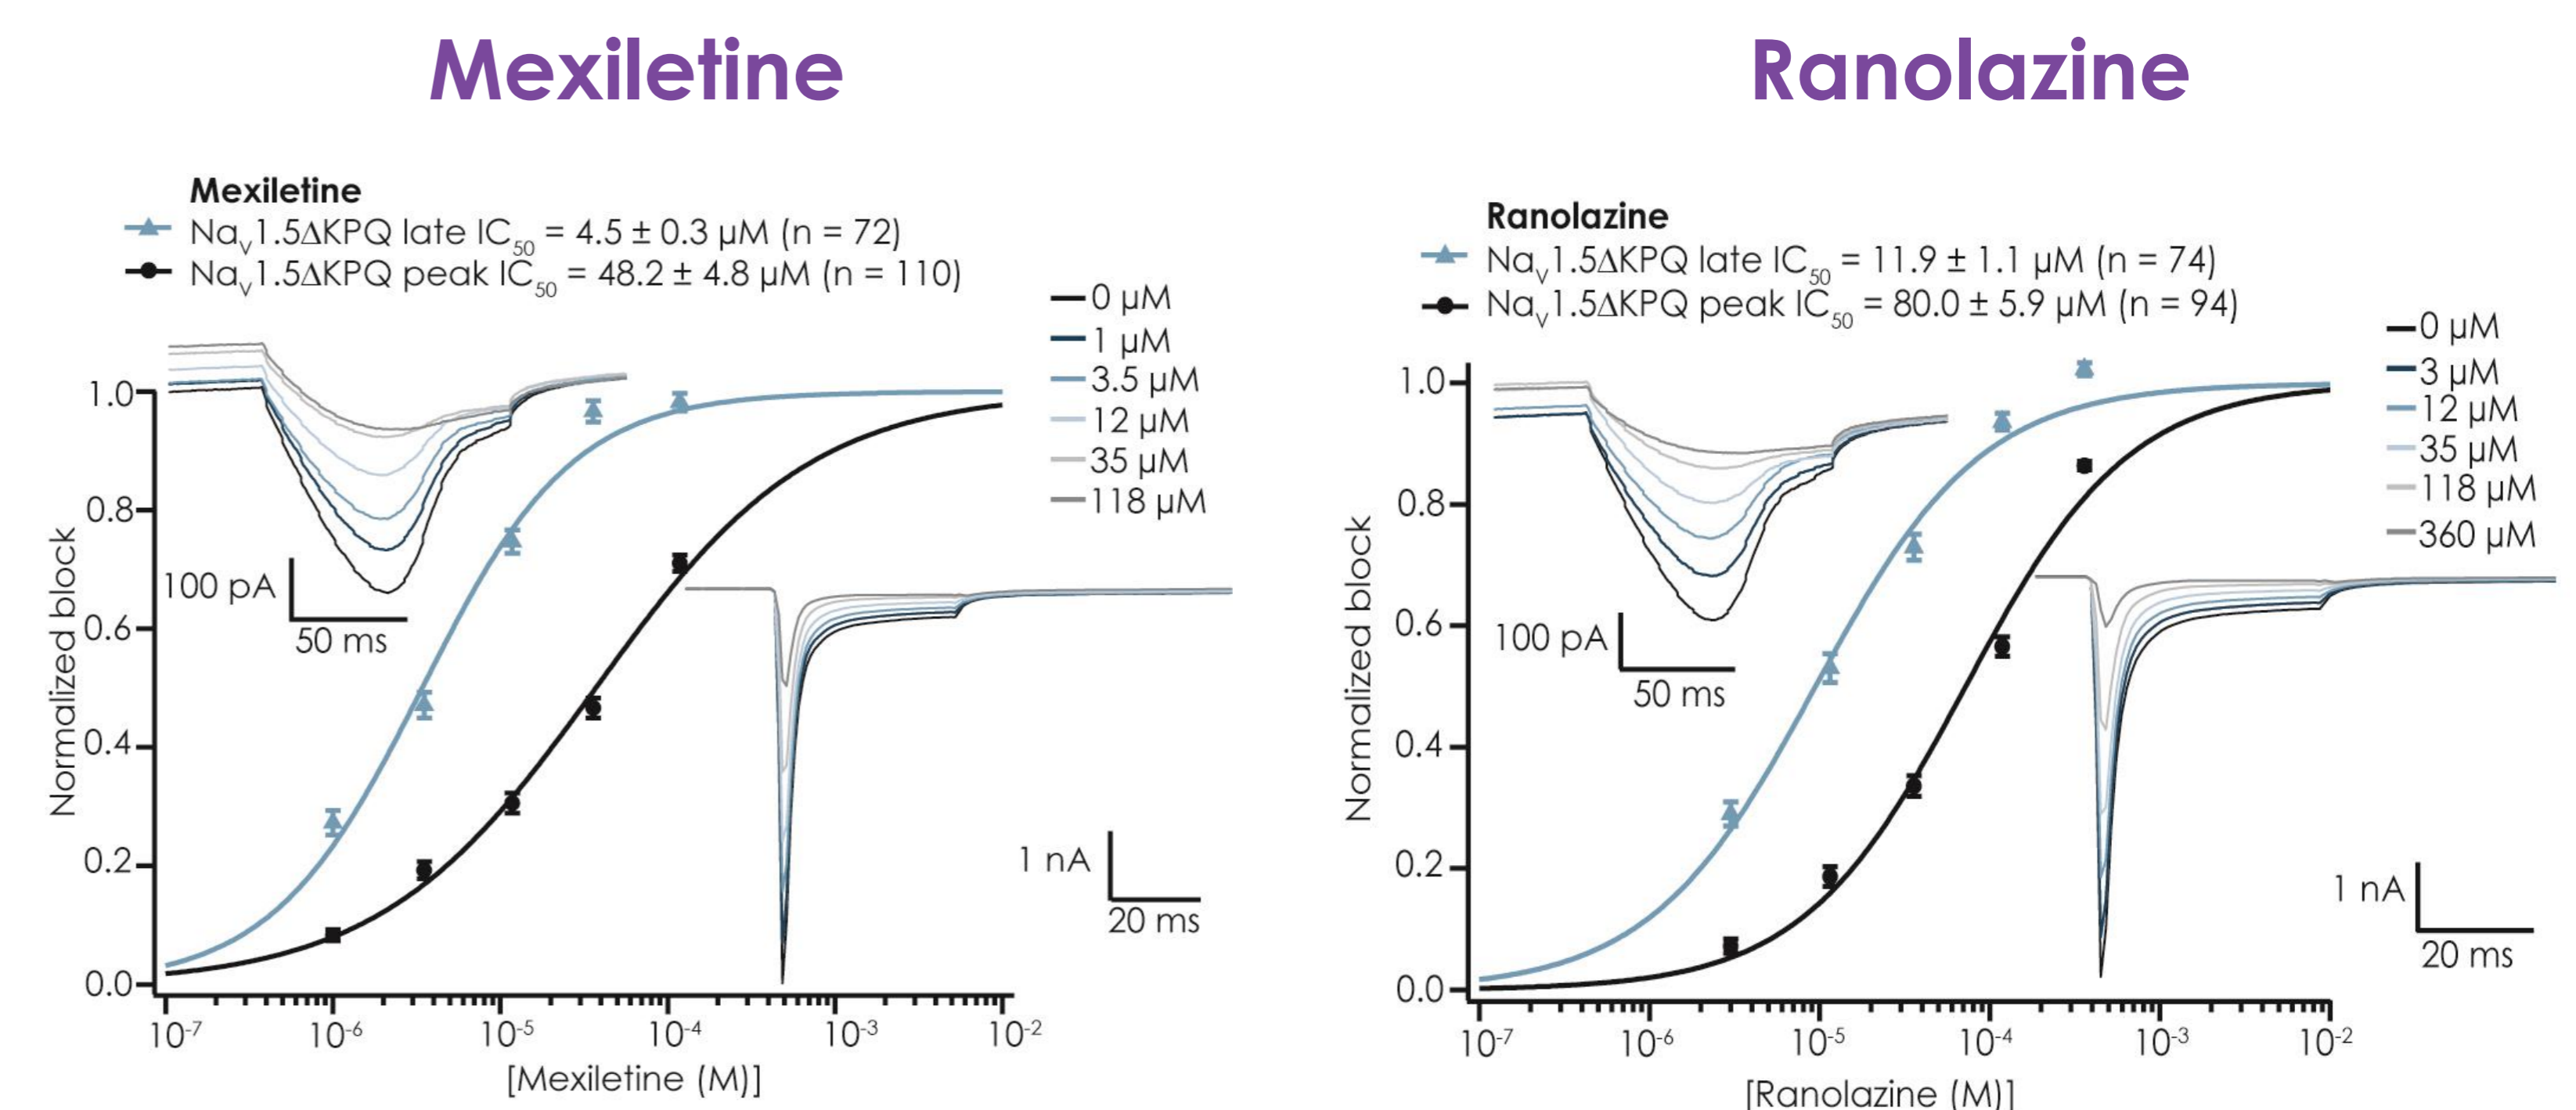 Mexiletine
Mexiletine
Naᵥ1.5ΔKPQ late IC₅₀ = 4.5 ± 0.3 µM (n = 72)
Naᵥ1.5ΔKPQ peak IC₅₀ = 48.2 ± 4.8 µM (n = 110)
0 µM
1 µM
3.5 µM
12 µM
35 µM
118 µM
Normalized block
1.0
0.8
0.6
0.4
0.2
0.0
100 pA
50 ms
1 nA
20 ms
10⁻⁷ 10⁻⁶ 10⁻⁵ 10⁻⁴ 10⁻³ 10⁻²
[Mexiletine (M)]
Ranolazine
Ranolazine
Naᵥ1.5ΔKPQ late IC₅₀ = 11.9 ± 1.1 µM (n = 74)
Naᵥ1.5ΔKPQ peak IC₅₀ = 80.0 ± 5.9 µM (n = 94)
0 µM
3 µM
12 µM
35 µM
118 µM
360 µM
Normalized block
1.0
0.8
0.6
0.4
0.2
0.0
100 pA
50 ms
1 nA
20 ms
10⁻⁷ 10⁻⁶ 10⁻⁵ 10⁻⁴ 10⁻³ 10⁻²
[Ranolazine (M)]